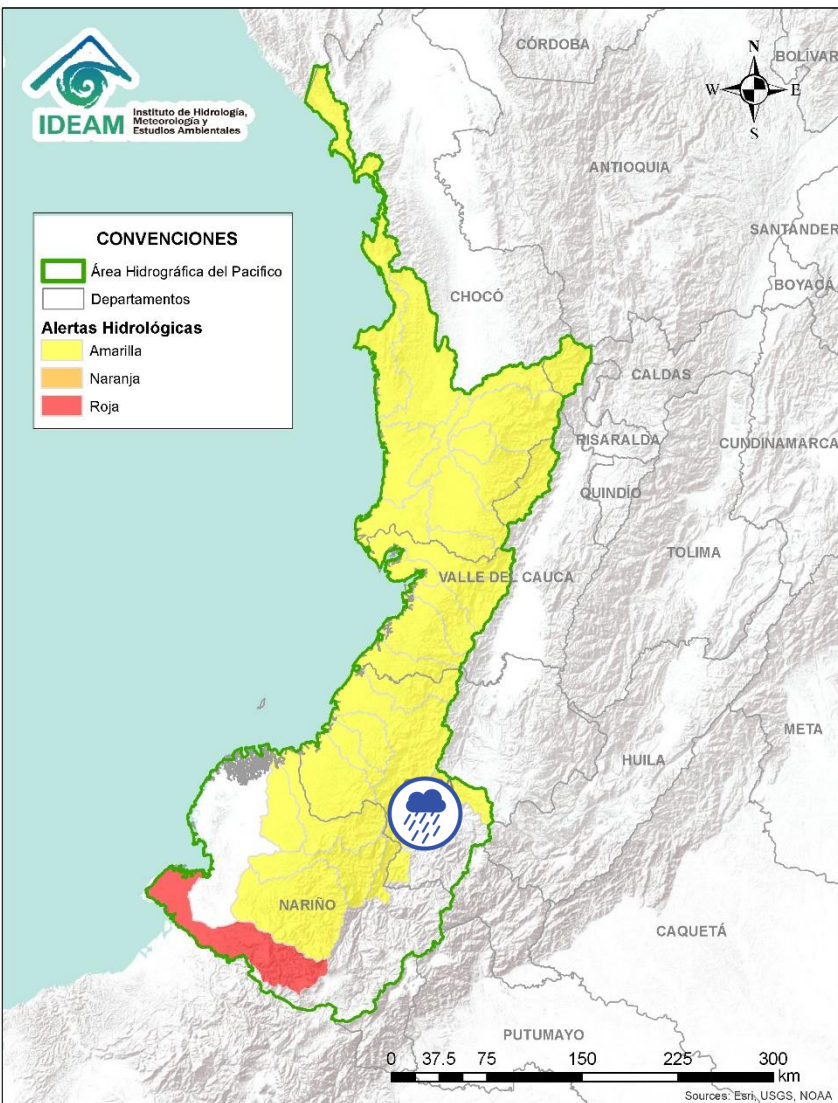 IDEAM
Instituto de Hidrología,
Meteorología y
Estudios Ambientales
CÓRDOBA
BOLÍVAR
N
W
E
S
ANTIOQUIA
SANTANDER
BOYACÁ
CONVENCIONES
Área Hidrográfica del Pacifico
Departamentos
Alertas Hidrológicas
Amarilla
Naranja
Roja
CHOCÓ
CALDAS
RISARALDA
CUNDINAMARCA
QUINDÍO
TOLIMA
VALLE DEL CAUCA
META
HUILA
NARIÑO
CAQUETÁ
PUTUMAYO
0 37.5 75 150 225 300
km
Sources: Esri, USGS, NOAA